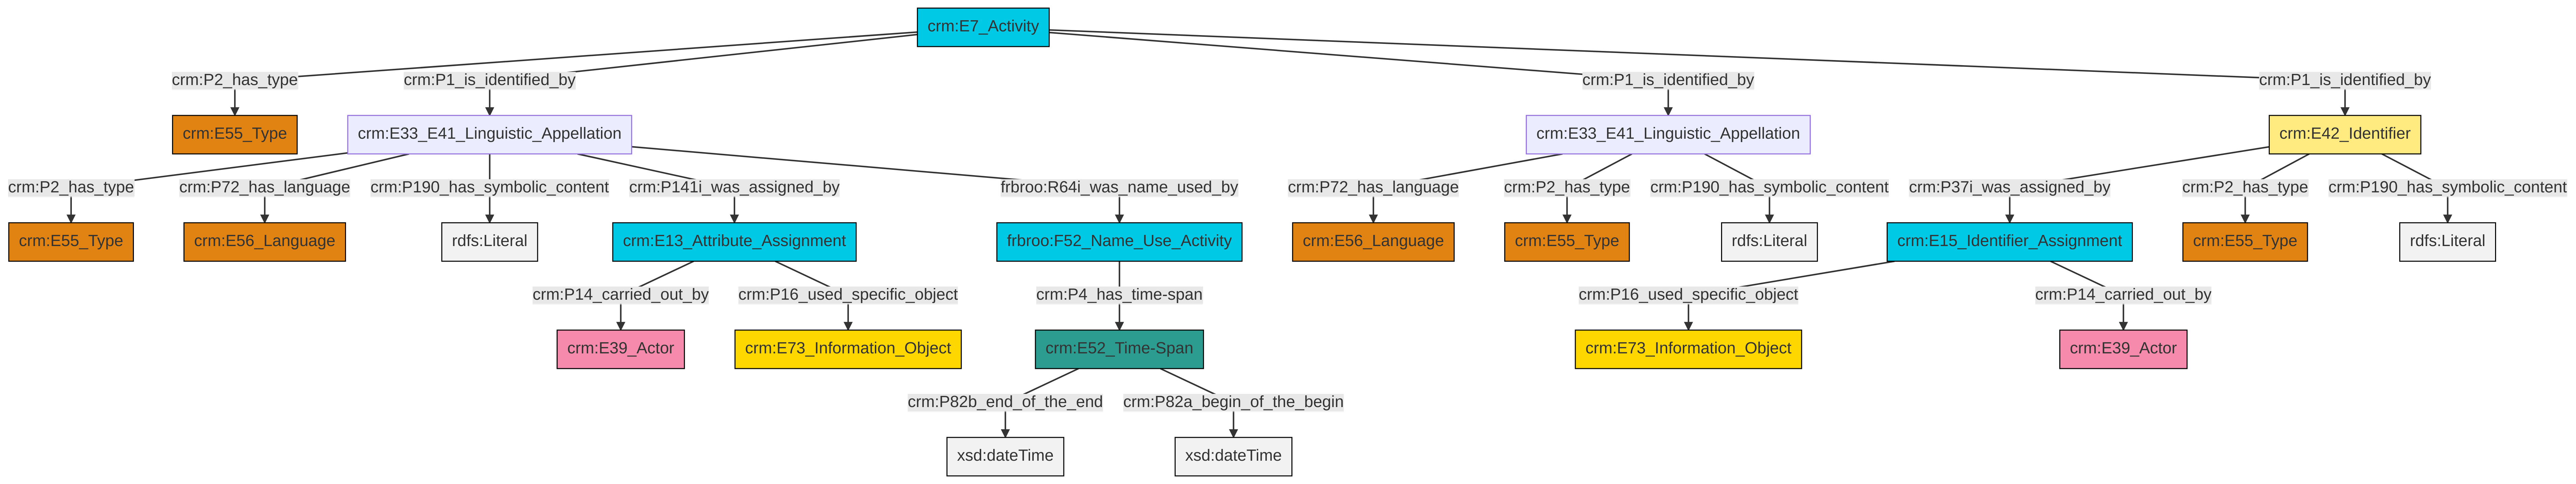 crm:E7_Activity
crm:P2_has_type
crm:P1_is_identified_by
crm:P1_is_identified_by
crm:P1_is_identified_by
crm:E55_Type
crm:E33_E41_Linguistic_Appellation
crm:E33_E41_Linguistic_Appellation
crm:E42_Identifier
crm:P2_has_type
crm:P72_has_language
crm:P190_has_symbolic_content
crm:P141i_was_assigned_by
frbroo:R64i_was_name_used_by
crm:P72_has_language
crm:P2_has_type
crm:P190_has_symbolic_content
crm:P37i_was_assigned_by
crm:P2_has_type
crm:P190_has_symbolic_content
crm:E55_Type
crm:E56_Language
rdfs:Literal
crm:E13_Attribute_Assignment
frbroo:F52_Name_Use_Activity
crm:E56_Language
crm:E55_Type
rdfs:Literal
crm:E15_Identifier_Assignment
crm:E55_Type
rdfs:Literal
crm:P14_carried_out_by
crm:P16_used_specific_object
crm:P4_has_time-span
crm:P16_used_specific_object
crm:P14_carried_out_by
crm:E39_Actor
crm:E73_Information_Object
crm:E52_Time-Span
crm:E73_Information_Object
crm:E39_Actor
crm:P82b_end_of_the_end
crm:P82a_begin_of_the_begin
xsd:dateTime
xsd:dateTime